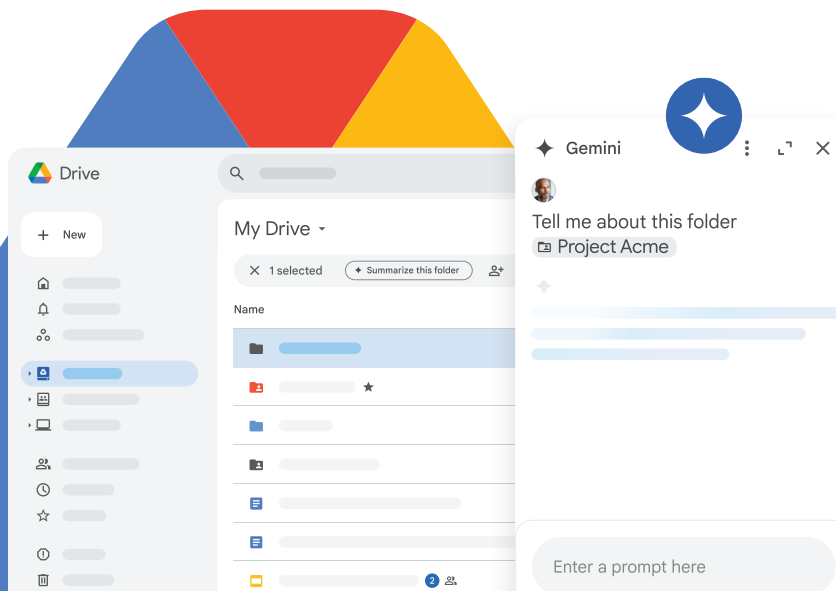 Drive
New
My Drive
1 selected
Summarize this folder
Name
2
Gemini
Tell me about this folder
Project Acme
Enter a prompt here